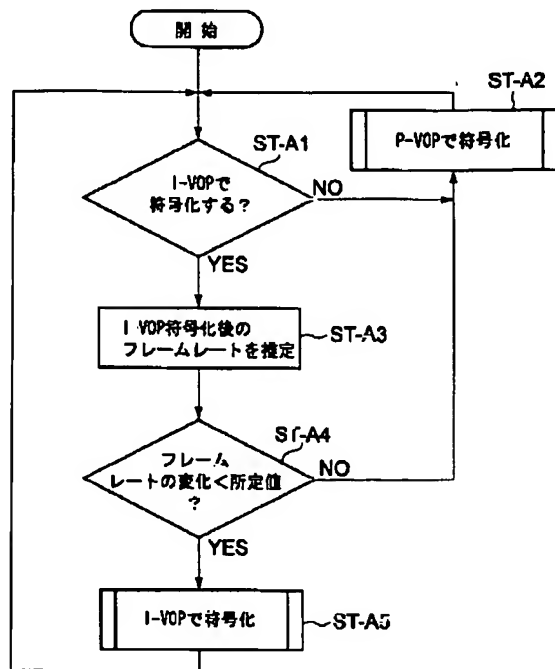 開始
ST-A2
P-VOPで符号化
ST-A1
I-VOPで
符号化する?
NO
YES
I-VOP符号化後の
フレームレートを推定
ST-A3
ST-A4
フレーム
レートの変化<所定値
?
NO
YES
I-VOPで符号化
ST-A5